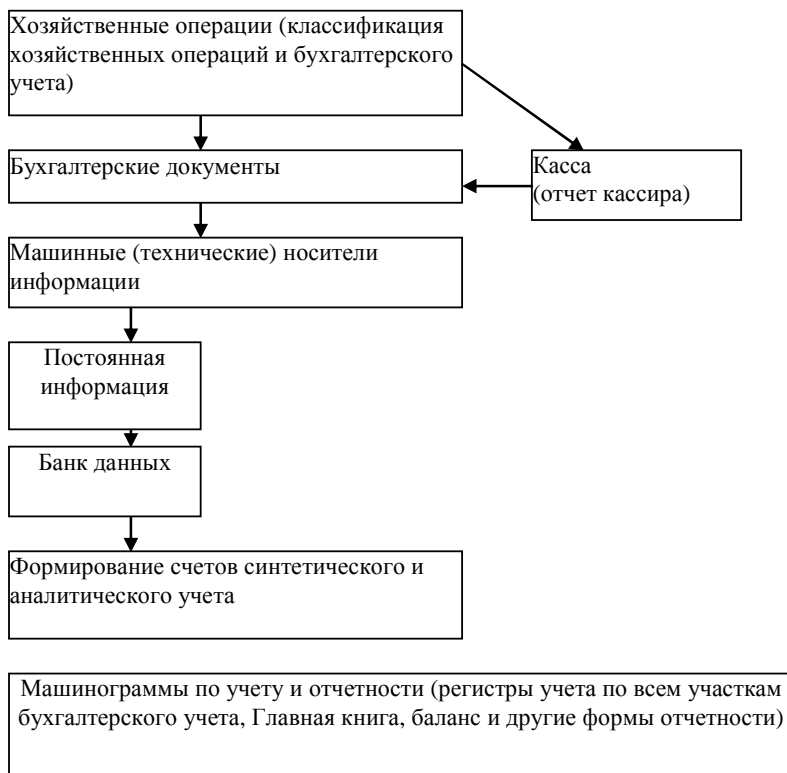 Хозяйственные операции (классификация
хозяйственных операций и бухгалтерского
учета)
Бухгалтерские документы
Касса
(отчет кассира)
Машинные (технические) носители
информации
Постоянная
информация
Банк данных
Формирование счетов синтетического и
аналитического учета
Машинограммы по учету и отчетности (регистры учета по всем участкам
бухгалтерского учета, Главная книга, баланс и другие формы отчетности)